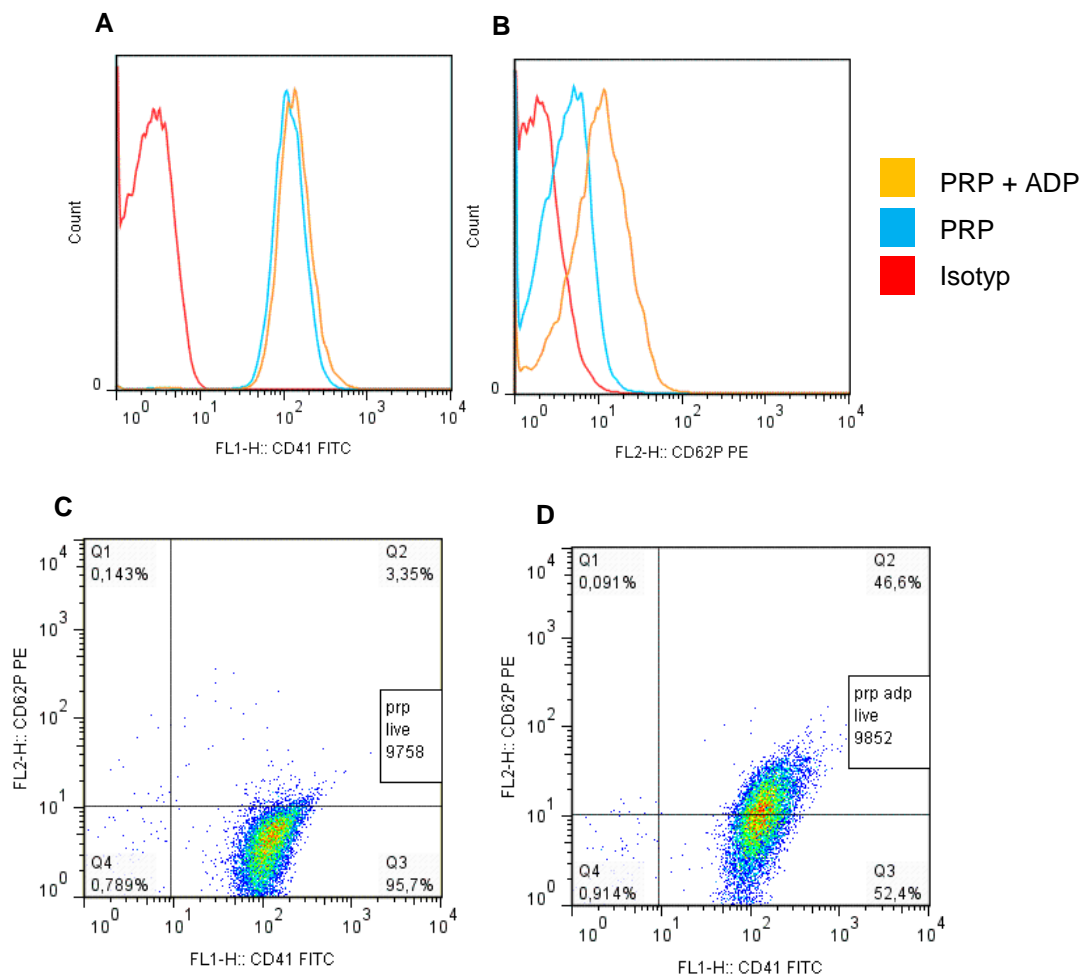 A
Count
0
10^0 10^1 10^2 10^3 10^4
FL1-H:: CD41 FITC
B
Count
0
10^0 10^1 10^2 10^3 10^4
FL2-H:: CD62P PE
PRP + ADP
PRP
Isotyp
C
FL2-H:: CD62P PE
10^4
10^3
10^2
10^1
10^0
Q1
0,143%
Q2
3,35%
prp
live
9758
Q4
0,789%
Q3
95,7%
10^0 10^1 10^2 10^3 10^4
FL1-H:: CD41 FITC
D
FL2-H:: CD62P PE
10^4
10^3
10^2
10^1
10^0
Q1
0,091%
Q2
46,6%
prp adp
live
9852
Q4
0,914%
Q3
52,4%
10^0 10^1 10^2 10^3 10^4
FL1-H:: CD41 FITC